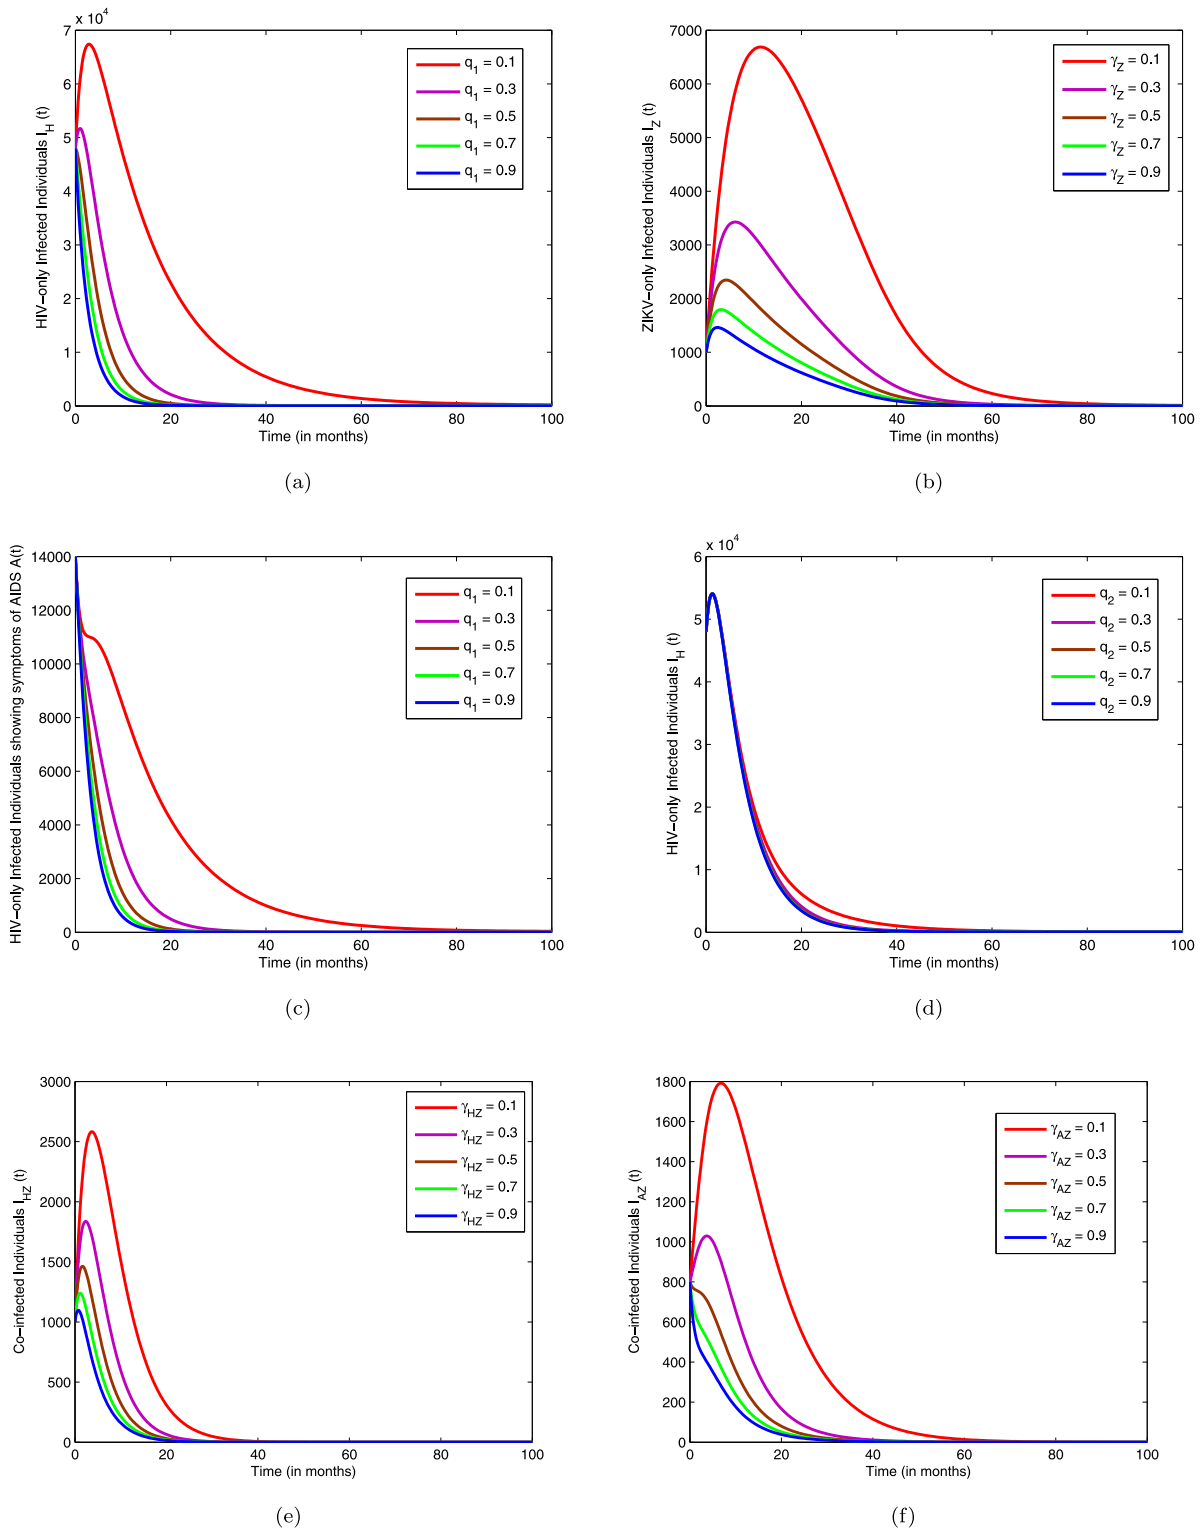 x 10⁴
HIV−only Infected Individuals I_H (t)
7
6
5
4
3
2
1
0
0 20 40 60 80 100
Time (in months)
q_1 = 0.1
q_1 = 0.3
q_1 = 0.5
q_1 = 0.7
q_1 = 0.9
(a)
ZIKV−only Infected Individuals I_Z (t)
7000
6000
5000
4000
3000
2000
1000
0
0 20 40 60 80 100
Time (in months)
γ_Z = 0.1
γ_Z = 0.3
γ_Z = 0.5
γ_Z = 0.7
γ_Z = 0.9
(b)
HIV−only Infected Individuals showing symptoms of AIDS A(t)
14000
12000
10000
8000
6000
4000
2000
0
0 20 40 60 80 100
Time (in months)
q_1 = 0.1
q_1 = 0.3
q_1 = 0.5
q_1 = 0.7
q_1 = 0.9
(c)
x 10⁴
HIV−only Infected Individuals I_H (t)
6
5
4
3
2
1
0
0 20 40 60 80 100
Time (in months)
q_2 = 0.1
q_2 = 0.3
q_2 = 0.5
q_2 = 0.7
q_2 = 0.9
(d)
Co−infected Individuals I_HZ (t)
3000
2500
2000
1500
1000
500
0
0 20 40 60 80 100
Time (in months)
γ_HZ = 0.1
γ_HZ = 0.3
γ_HZ = 0.5
γ_HZ = 0.7
γ_HZ = 0.9
(e)
Co−infected Individuals I_AZ (t)
1800
1600
1400
1200
1000
800
600
400
200
0
0 20 40 60 80 100
Time (in months)
γ_AZ = 0.1
γ_AZ = 0.3
γ_AZ = 0.5
γ_AZ = 0.7
γ_AZ = 0.9
(f)